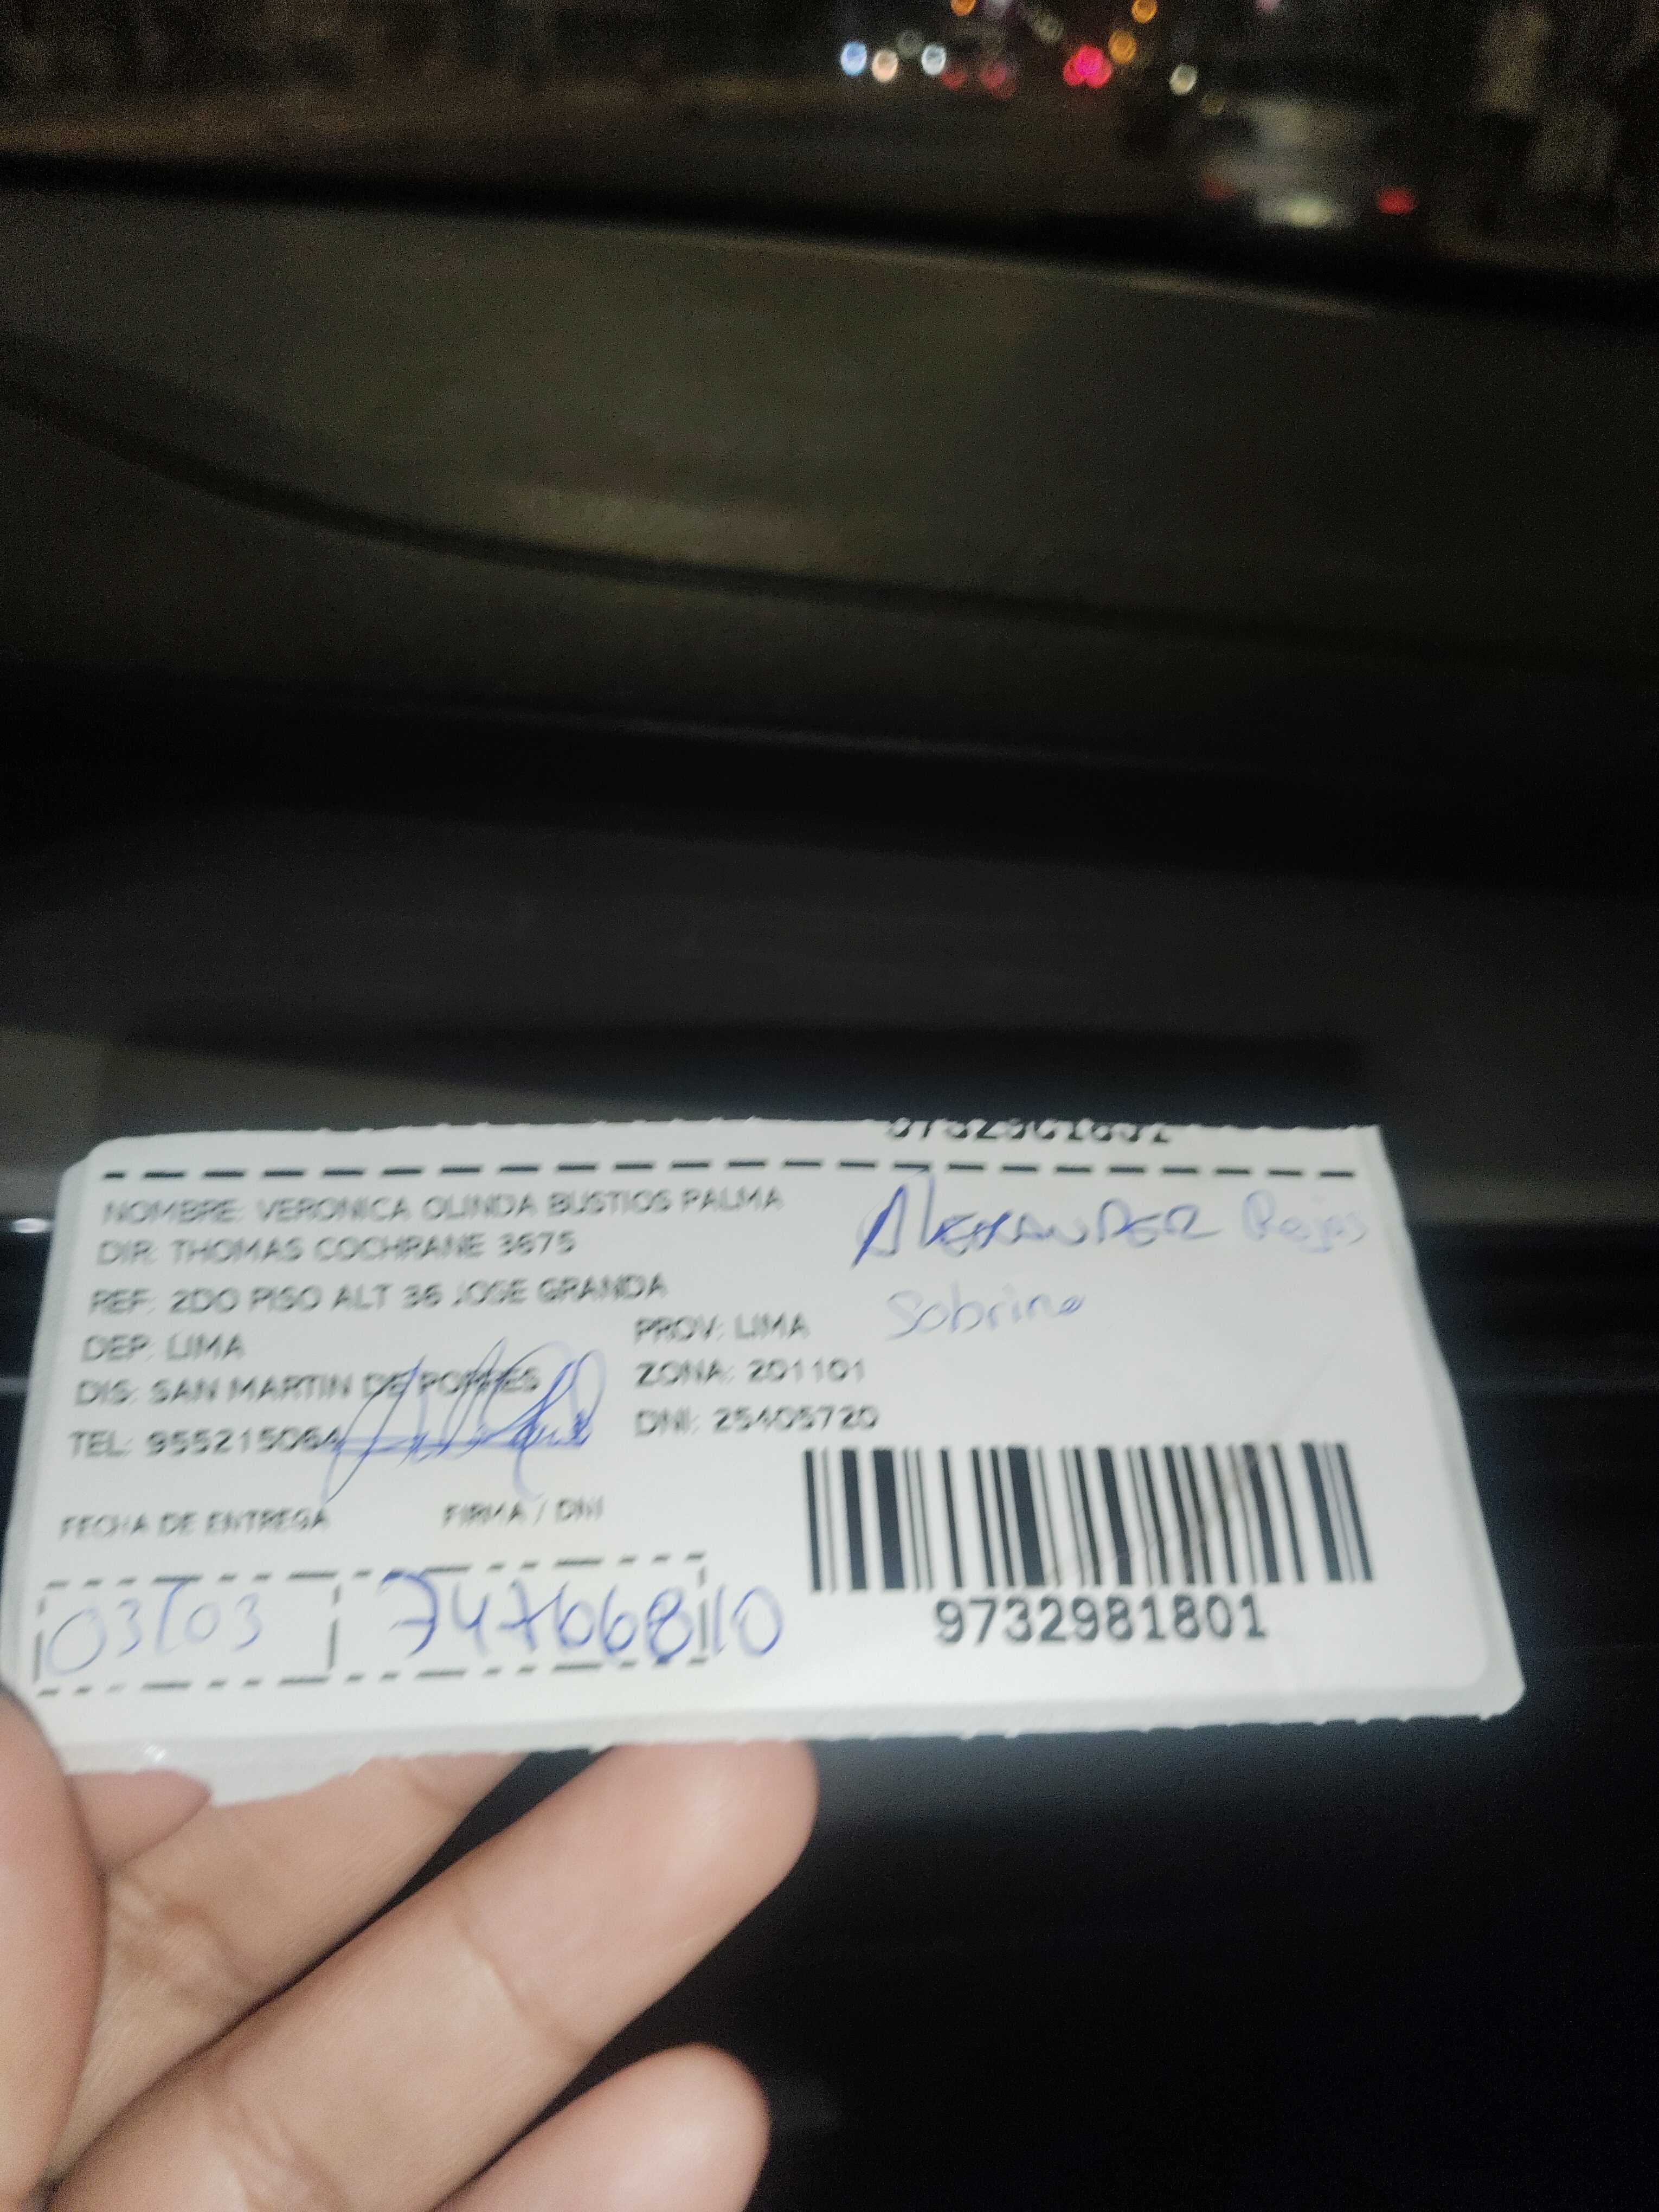 NOMBRE: VERONICA OLINDA BUSTIOS PALMA
DIR: THOMAS COCHRANE 3675
REF: 2DO PISO ALT 36 JOSE GRANDA
DEP: LIMA
PROV: LIMA
DIS: SAN MARTIN DE PORRES
ZONA: 201101
TEL: 955215064
DNI: 25405720
ALEXANDER Rojas
Sobrino
FECHA DE ENTREGA
FIRMA / DNI
03/03
74766810
9732981801